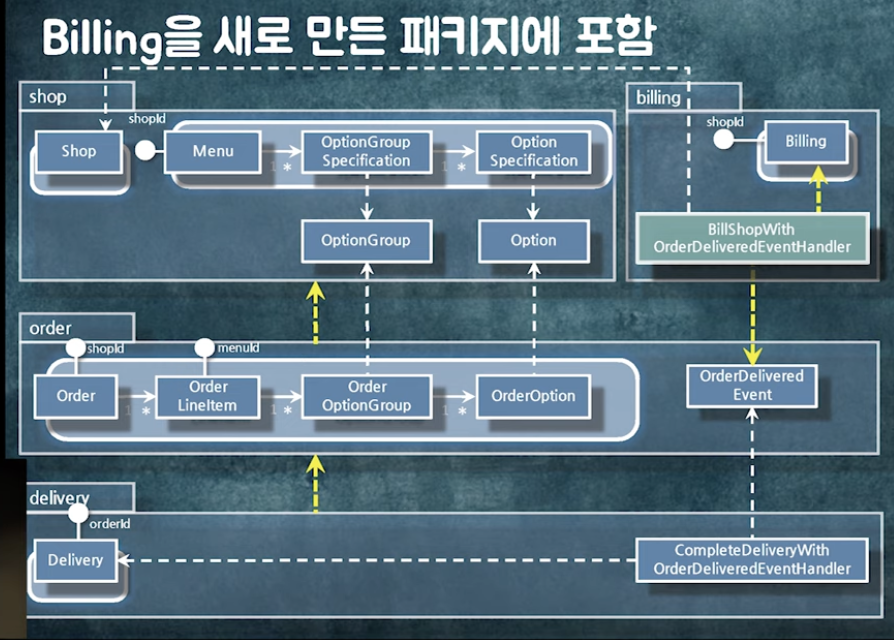 Billing을 새로 만든 패키지에 포함
shop
billing
shopId
shopId
Shop
Menu
OptionGroup
Specification
Option
Specification
Billing
1
*
1
*
OptionGroup
Option
BillShopWith
OrderDeliveredEventHandler
order
shopId
menuId
Order
Order
LineItem
Order
OptionGroup
OrderOption
OrderDelivered
Event
1
*
1
*
1
*
delivery
orderId
Delivery
CompleteDeliveryWith
OrderDeliveredEventHandler